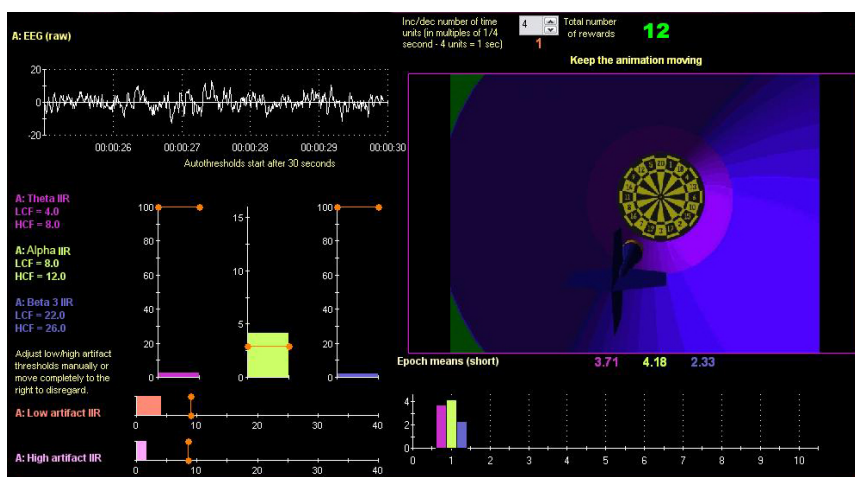 Inc/dec number of time
units (in multiples of 1/4
second - 4 units = 1 sec)
4
1
Total number
of rewards
12
A: EEG (raw)
Keep the animation moving
20
0
-20
00:00:26 00:00:27 00:00:28 00:00:29 00:00:30
Autothresholds start after 30 seconds
A: Theta IIR
LCF = 4.0
HCF = 8.0
A: Alpha IIR
LCF = 8.0
HCF = 12.0
A: Beta 3 IIR
LCF = 22.0
HCF = 26.0
100
80
60
40
20
0
15
10
5
0
100
80
60
40
20
0
Adjust low/high artifact
thresholds manually or
move completely to the
right to disregard.
Epoch means (short) 3.71 4.18 2.33
A: Low artifact IIR
0 10 20 30 40
A: High artifact IIR
0 10 20 30 40
4
2
0
0 1 2 3 4 5 6 7 8 9 10